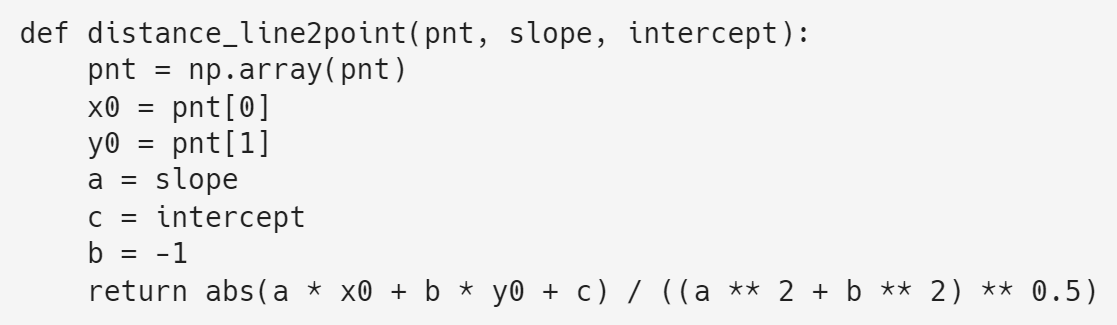 def distance_line2point(pnt, slope, intercept):
    pnt = np.array(pnt)
    x0 = pnt[0]
    y0 = pnt[1]
    a = slope
    c = intercept
    b = -1
    return abs(a * x0 + b * y0 + c) / ((a ** 2 + b ** 2) ** 0.5)